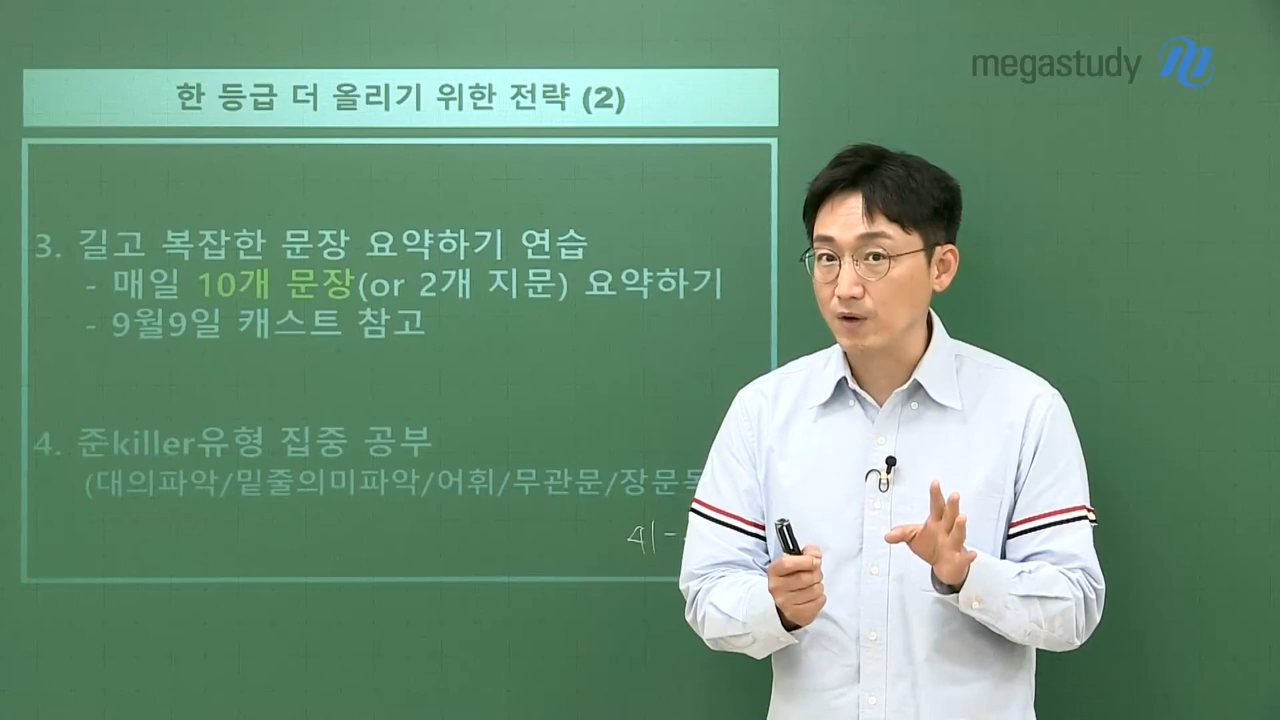 megastudy
한 등급 더 올리기 위한 전략 (2)
3. 길고 복잡한 문장 요약하기 연습
- 매일 10개 문장(or 2개 지문) 요약하기
- 9월9일 캐스트 참고
4. 준killer유형 집중 공부
(대의파악/밑줄의미파악/어휘/무관문/장문독
41-